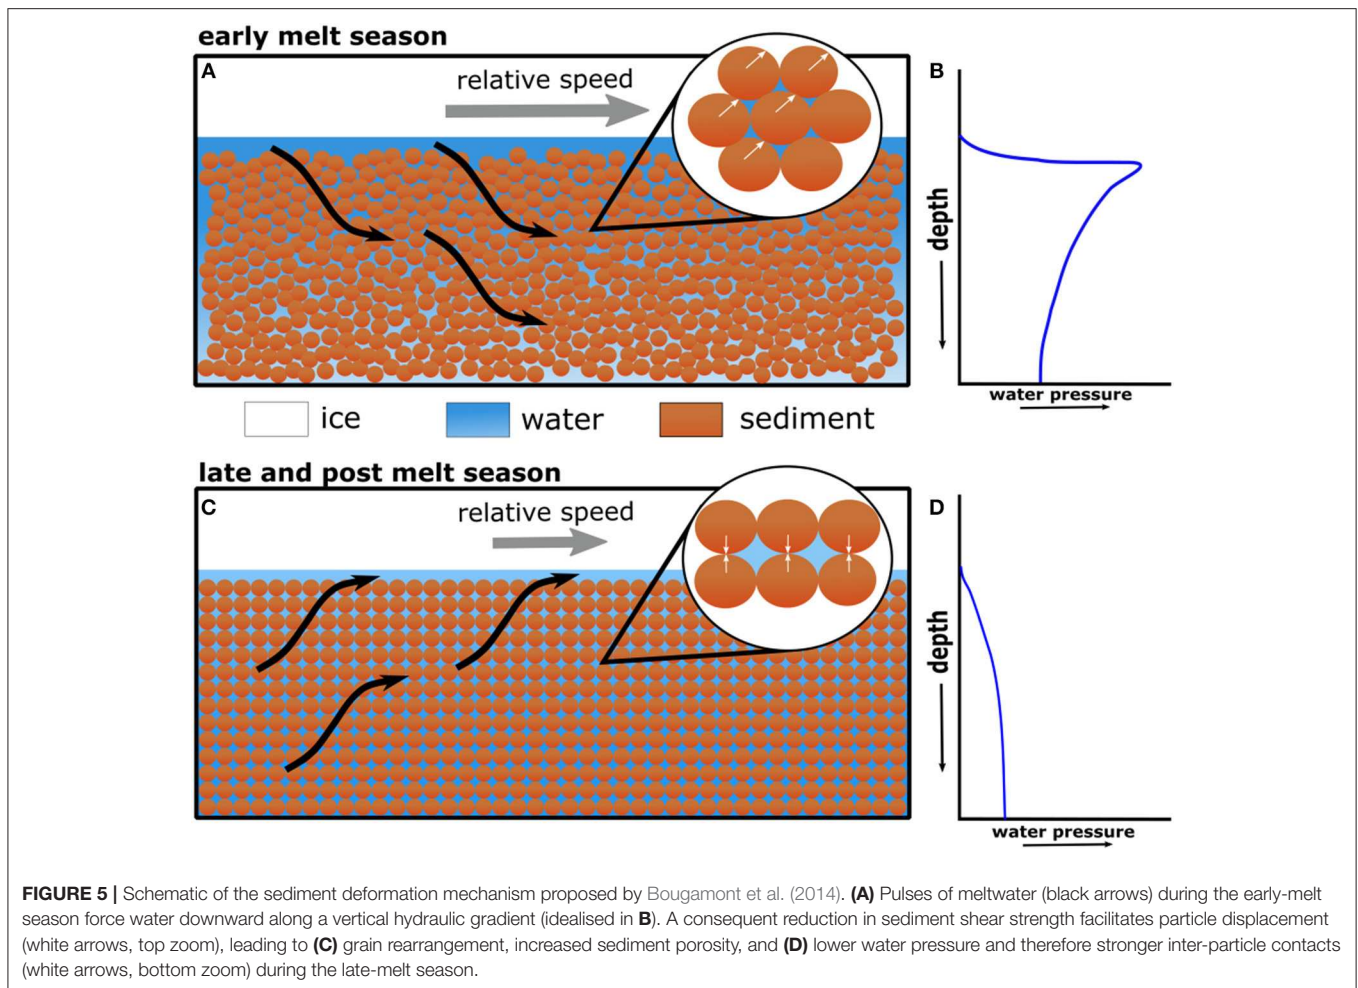 early melt season
A
relative speed
B
depth
water pressure
ice
water
sediment
late and post melt season
C
relative speed
D
depth
water pressure
FIGURE 5 | Schematic of the sediment deformation mechanism proposed by Bougamont et al. (2014). (A) Pulses of meltwater (black arrows) during the early-melt
season force water downward along a vertical hydraulic gradient (idealised in B). A consequent reduction in sediment shear strength facilitates particle displacement
(white arrows, top zoom), leading to (C) grain rearrangement, increased sediment porosity, and (D) lower water pressure and therefore stronger inter-particle contacts
(white arrows, bottom zoom) during the late-melt season.